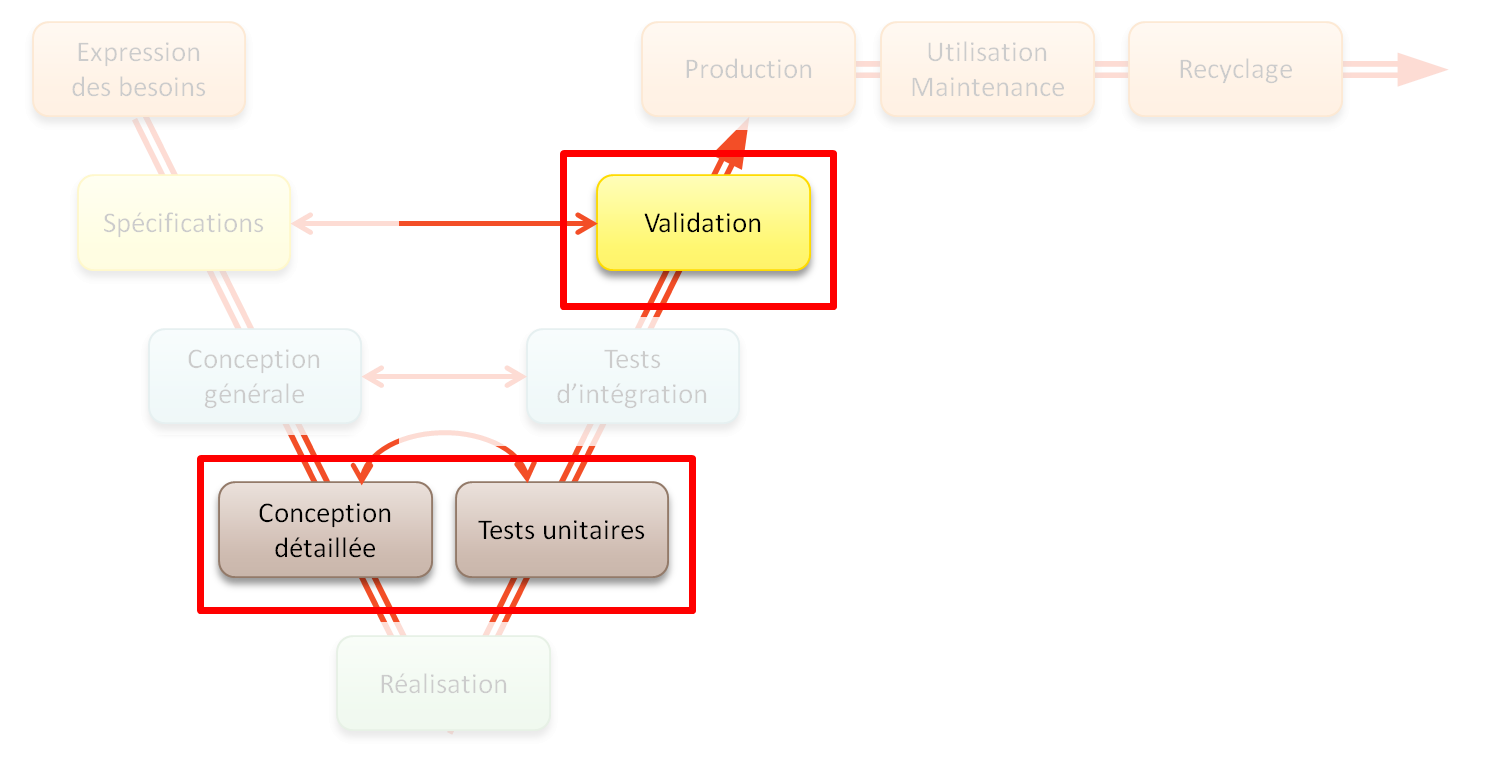 Expression
des besoins
Production
Utilisation
Maintenance
Recyclage
Spécifications
Validation
Conception
générale
Tests
d’intégration
Conception
détaillée
Tests unitaires
Réalisation